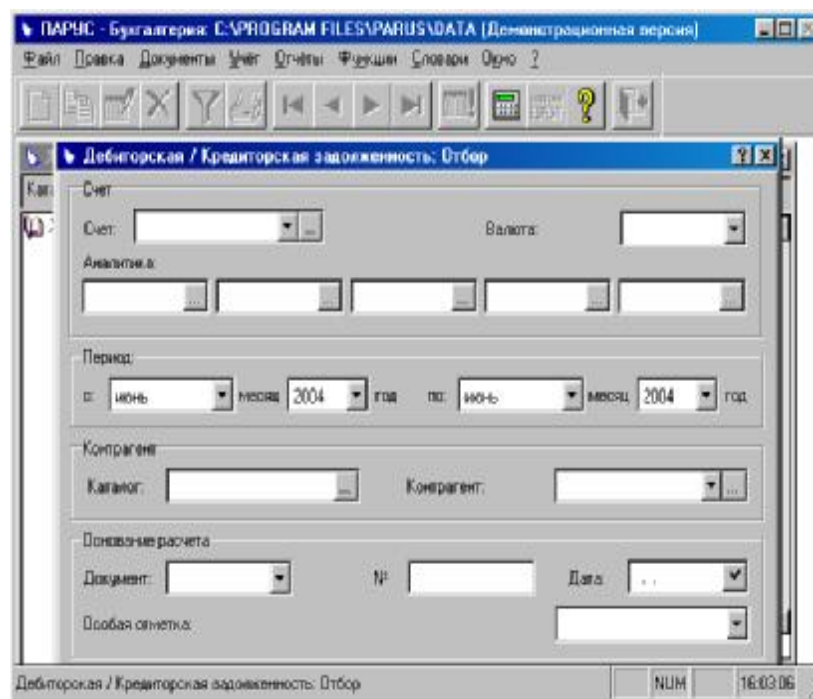 ПАРУС - Бухгалтерия: C:\PROGRAM FILES\PARUS\DATA (Демонстрационная версия)
Файл Правка Документы Учёт Отчёты Функции Словари Окно ?
Дебиторская / Кредиторская задолженность: Отбор
Ката
Счет
Счет: Валюта:
Аналитика:
Период:
с: июнь месяц 2004 год по: июнь месяц 2004 год
Контрагент
Каталог: Контрагент:
Основание расчета
Документ: № Дата: . .
Особая отметка:
Дебиторская / Кредиторская задолженность: Отбор NUM 16:03:06